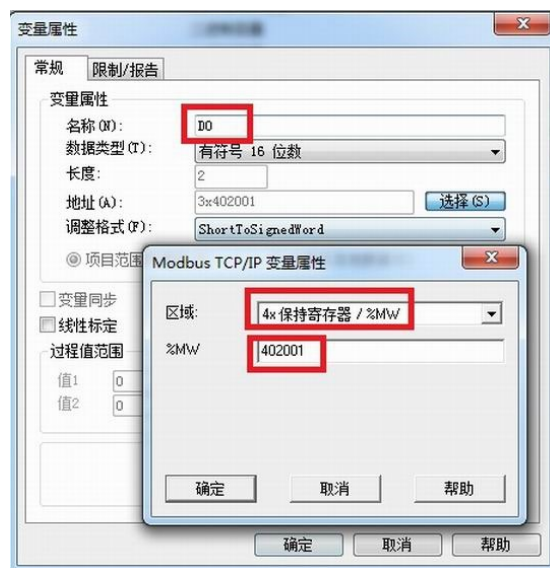 变量属性
常规 限制/报告
变量属性
名称(N): DO
数据类型(T): 有符号 16 位数
长度: 2
地址(A): 3x402001 选择(S)
调整格式(F): ShortToSignedWord
项目范围
变量同步
线性标定
过程值范围
值1 0
值2 0
Modbus TCP/IP 变量属性
区域: 4x 保持寄存器 / %MW
%MW 402001
确定 取消 帮助
确定 取消 帮助